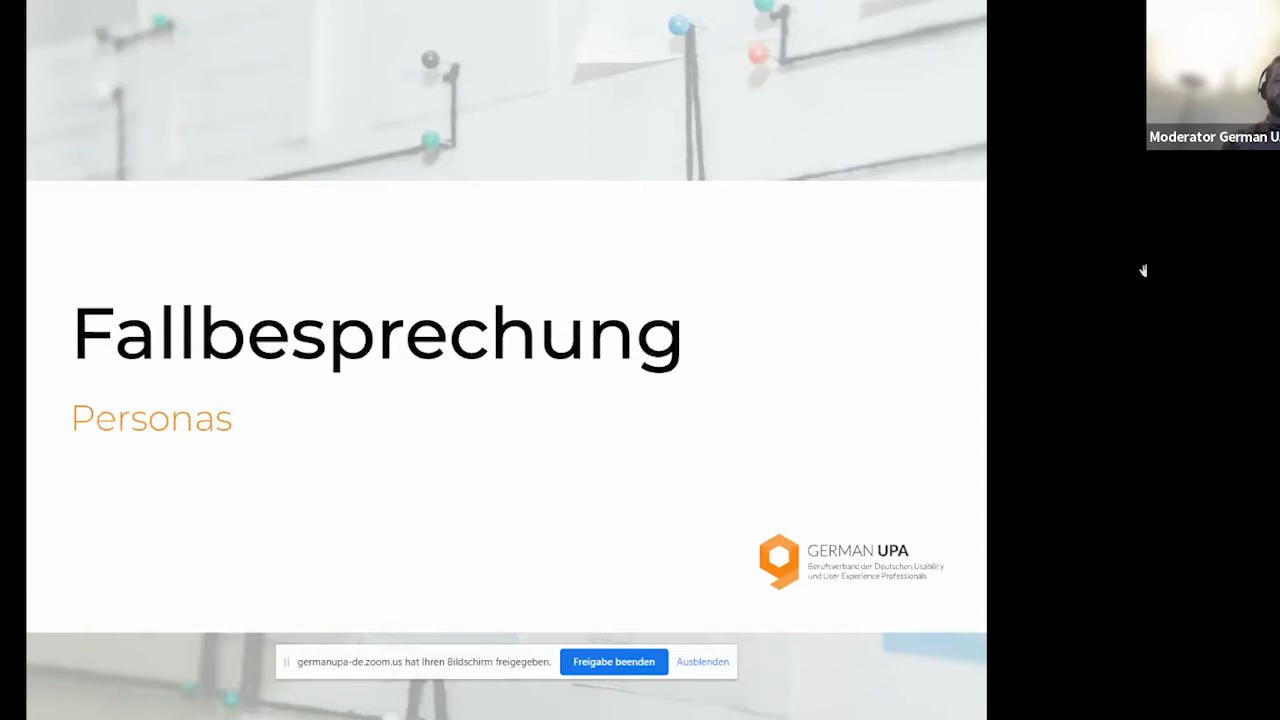 Moderator German U
Fallbesprechung
Personas
GERMAN UPA
Berufsverband der Deutschen Usability
und User Experience Professionals
germanupa-de.zoom.us hat Ihren Bildschirm freigegeben.
Freigabe beenden
Ausblenden